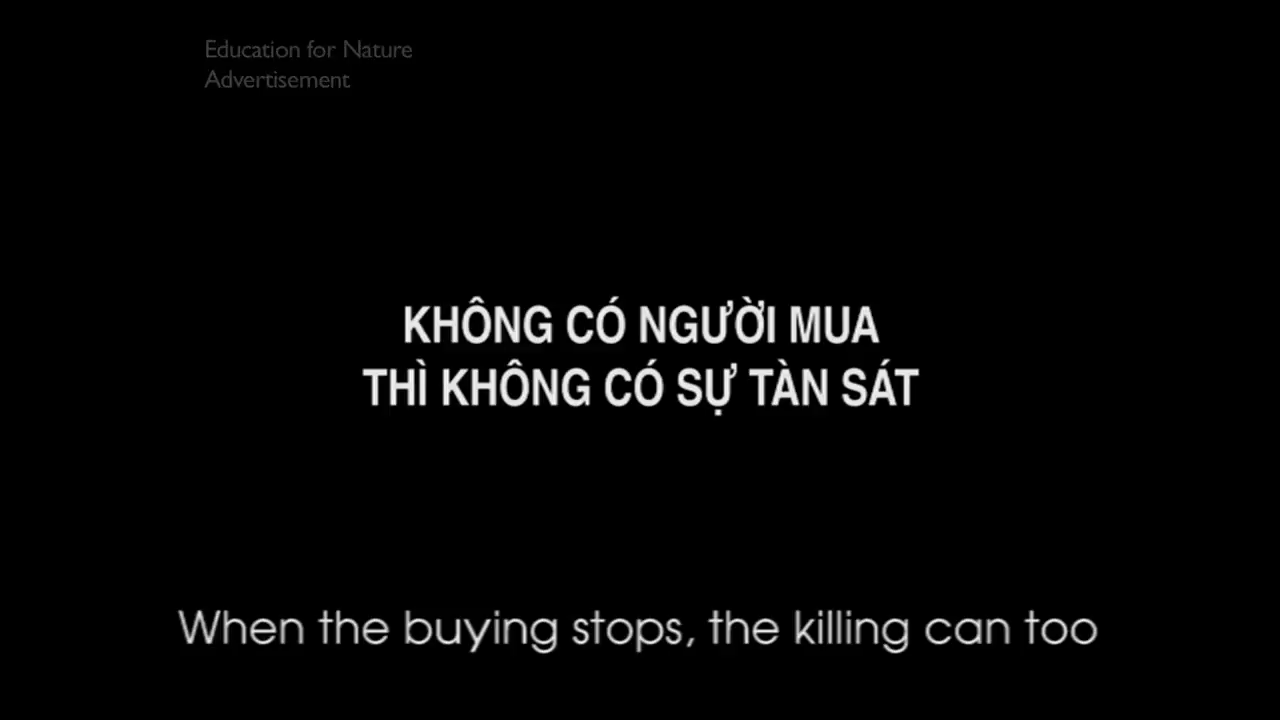 Education for Nature
Advertisement
KHÔNG CÓ NGƯỜI MUA
THÌ KHÔNG CÓ SỰ TÀN SÁT
When the buying stops, the killing can too